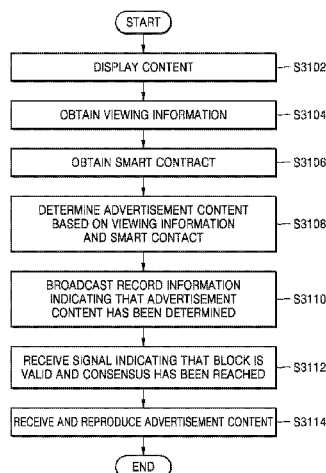 START
DISPLAY CONTENT
S3102
OBTAIN VIEWING INFORMATION
S3104
OBTAIN SMART CONTRACT
S3106
DETERMINE ADVERTISEMENT CONTENT
BASED ON VIEWING INFORMATION
AND SMART CONTACT
S3108
BROADCAST RECORD INFORMATION
INDICATING THAT ADVERTISEMENT
CONTENT HAS BEEN DETERMINED
S3110
RECEIVE SIGNAL INDICATING THAT BLOCK IS
VALID AND CONSENSUS HAS BEEN REACHED
S3112
RECEIVE AND REPRODUCE ADVERTISEMENT CONTENT
S3114
END